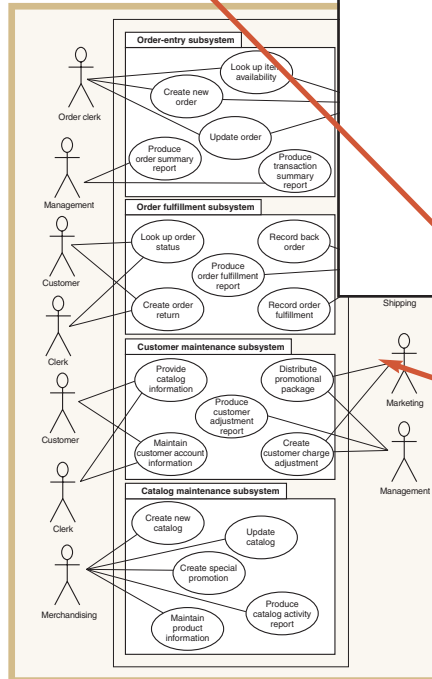 Order-entry subsystem
Look up item
availability
Create new
order
Order clerk
Update order
Produce
order summary
report
Produce
transaction
summary
report
Management
Order fulfillment subsystem
Look up order
status
Record back
order
Customer
Produce
order fulfillment
report
Create order
return
Record order
fulfillment
Shipping
Clerk
Customer maintenance subsystem
Provide
catalog
information
Distribute
promotional
package
Marketing
Customer
Produce
customer
adjustment
report
Maintain
customer account
information
Create
customer charge
adjustment
Management
Clerk
Catalog maintenance subsystem
Create new
catalog
Update
catalog
Create special
promotion
Merchandising
Produce
catalog activity
report
Maintain
product
information